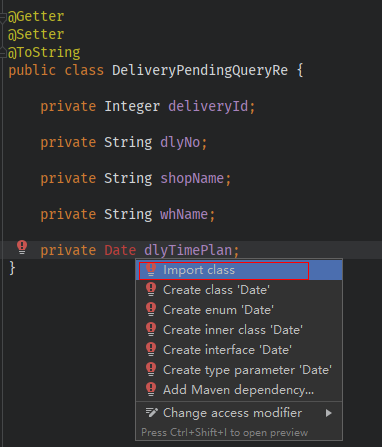 @Getter
@Setter
@ToString
public class DeliveryPendingQueryRe {
private Integer deliveryId;
private String dlyNo;
private String shopName;
private String whName;
private Date dlyTimePlan;
}
Import class
Create class 'Date'
Create enum 'Date'
Create inner class 'Date'
Create interface 'Date'
Create type parameter 'Date'
Add Maven dependency...
Change access modifier
Press Ctrl+Shift+I to open preview